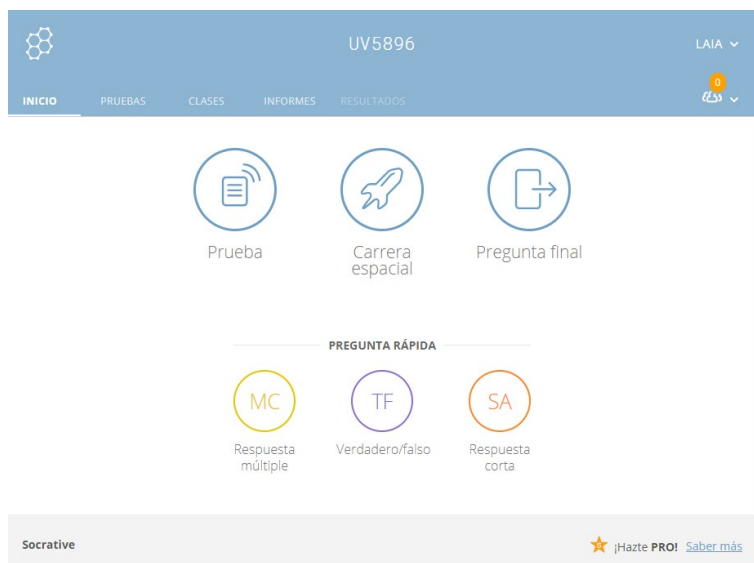 UV5896
LAIA
0
INICIO PRUEBAS CLASES INFORMES RESULTADOS
Prueba
Carrera
espacial
Pregunta final
PREGUNTA RÁPIDA
MC
TF
SA
Respuesta
múltiple
Verdadero/falso
Respuesta
corta
Socrative
¡Hazte PRO! Saber más